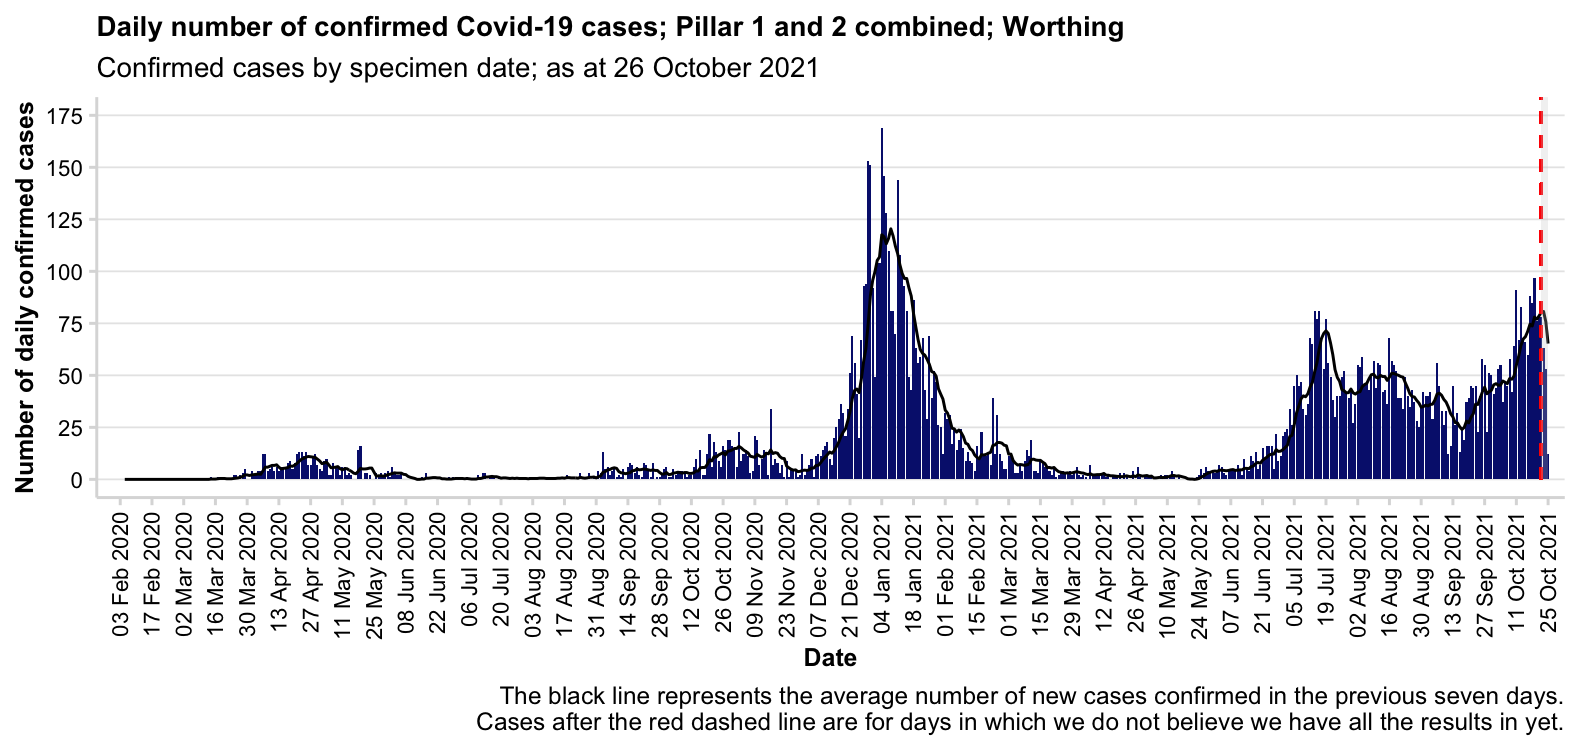 Daily number of confirmed Covid-19 cases; Pillar 1 and 2 combined; Worthing
Confirmed cases by specimen date; as at 26 October 2021
Number of daily confirmed cases
175
150
125
100
75
50
25
0
03 Feb 2020
17 Feb 2020
02 Mar 2020
16 Mar 2020
30 Mar 2020
13 Apr 2020
27 Apr 2020
11 May 2020
25 May 2020
08 Jun 2020
22 Jun 2020
06 Jul 2020
20 Jul 2020
03 Aug 2020
17 Aug 2020
31 Aug 2020
14 Sep 2020
28 Sep 2020
12 Oct 2020
26 Oct 2020
09 Nov 2020
23 Nov 2020
07 Dec 2020
21 Dec 2020
04 Jan 2021
18 Jan 2021
01 Feb 2021
15 Feb 2021
01 Mar 2021
15 Mar 2021
29 Mar 2021
12 Apr 2021
26 Apr 2021
10 May 2021
24 May 2021
07 Jun 2021
21 Jun 2021
05 Jul 2021
19 Jul 2021
02 Aug 2021
16 Aug 2021
30 Aug 2021
13 Sep 2021
27 Sep 2021
11 Oct 2021
25 Oct 2021
Date
The black line represents the average number of new cases confirmed in the previous seven days.
Cases after the red dashed line are for days in which we do not believe we have all the results in yet.